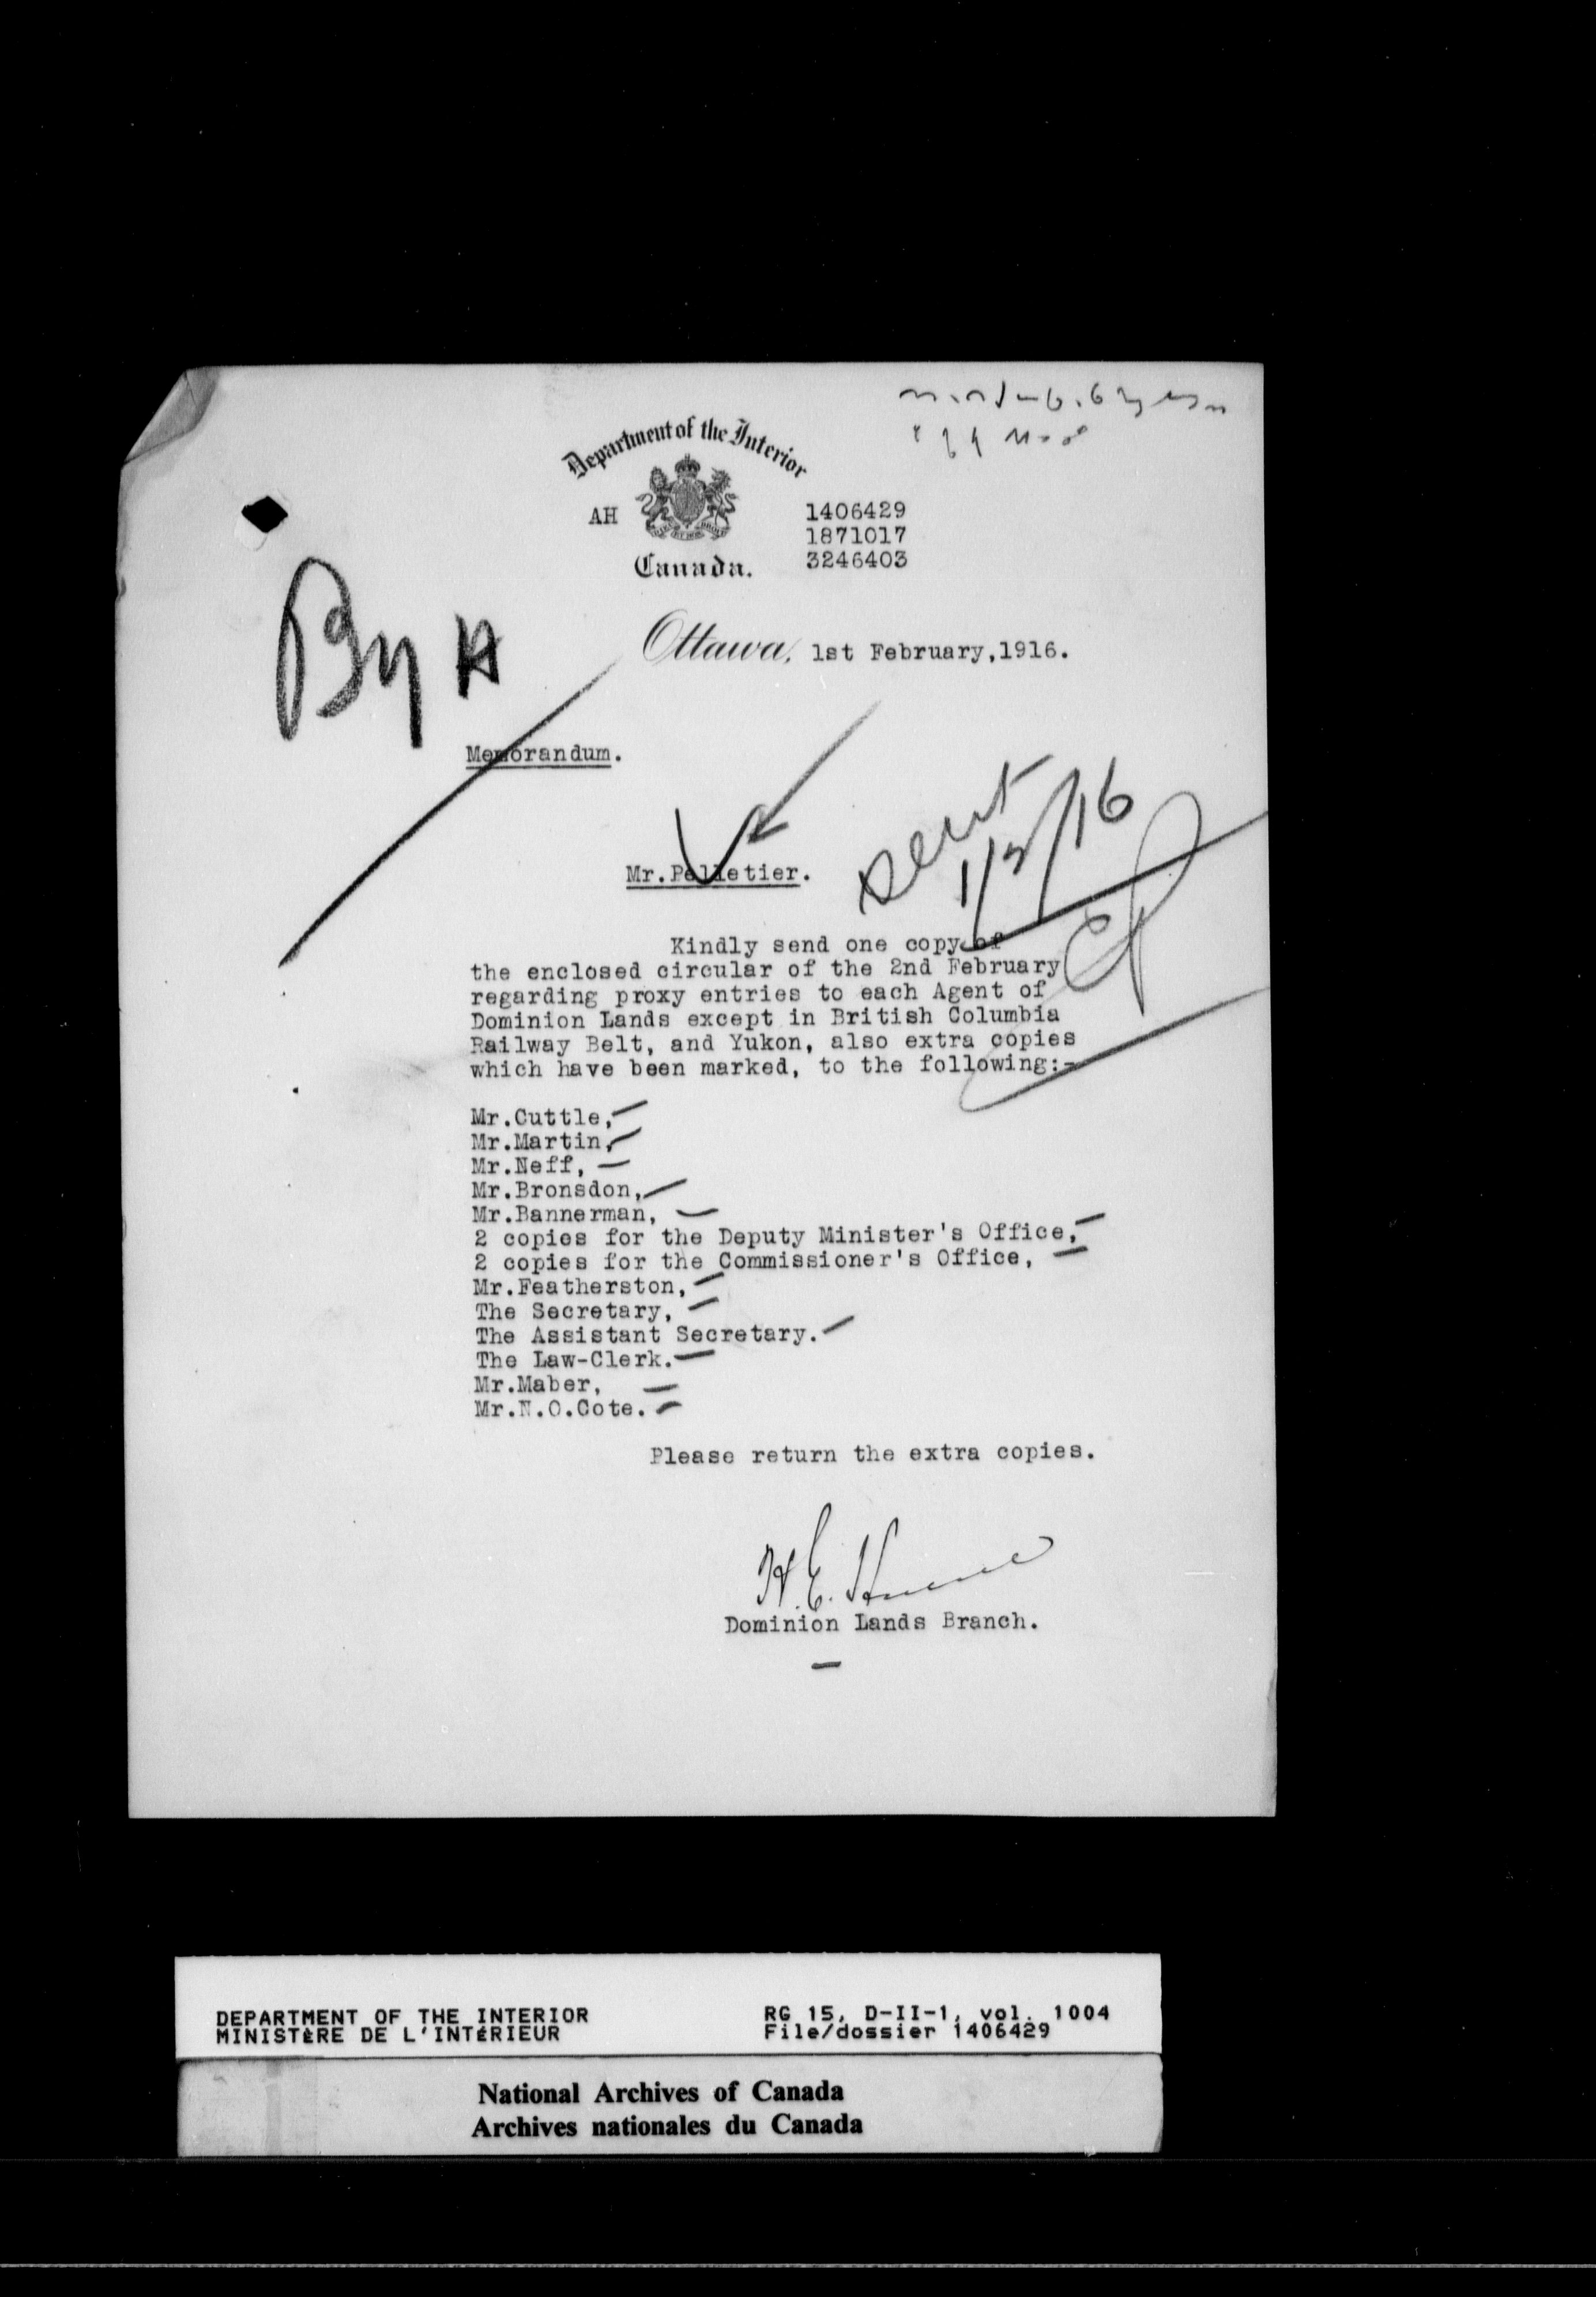 Department of the Interior
AH
Canada.
1406429
1871017
3246403
By A
Ottawa, 1st February,1916.
Memorandum.
Sent
1/2/16
Mr.Pelletier.
Kindly send one copy of
the enclosed circular of the 2nd February
regarding proxy entries to each Agent of
Dominion Lands except in British Columbia
Railway Belt, and Yukon, also extra copies
which have been marked, to the following:-
Mr.Cuttle,
Mr.Martin,
Mr.Neff,
Mr.Bronsdon,
Mr.Bannerman,
2 copies for the Deputy Minister's Office,
2 copies for the Commissioner's Office,
Mr.Featherston,
The Secretary,
The Assistant Secretary.
The Law-Clerk.
Mr.Maber,
Mr.N.O.Cote.
Please return the extra copies.
H.E.
Dominion Lands Branch.
DEPARTMENT OF THE INTERIOR
MINISTÈRE DE L'INTÉRIEUR
RG 15, D-II-1, vol. 1004
File/dossier 1406429
National Archives of Canada
Archives nationales du Canada